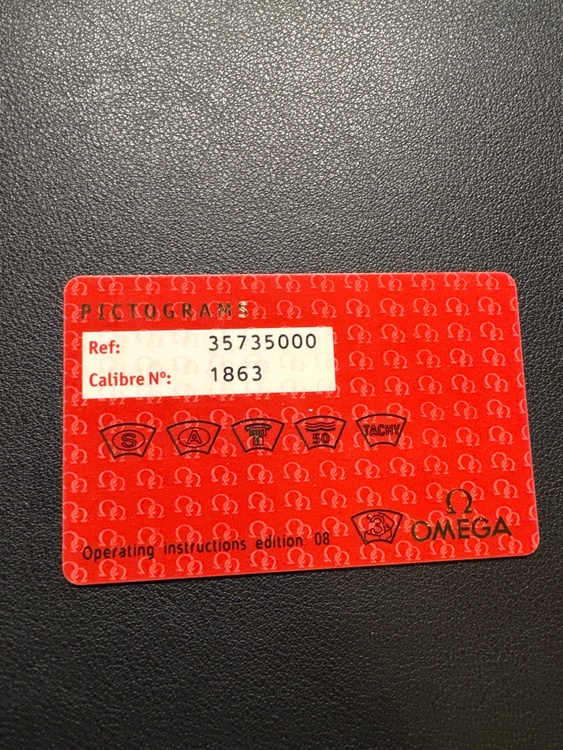 PICTOGRAMS
Ref: 35735000
Calibre Nº: 1863
S A H 50 TACHY
3
Ω
OMEGA
Operating instructions edition 08